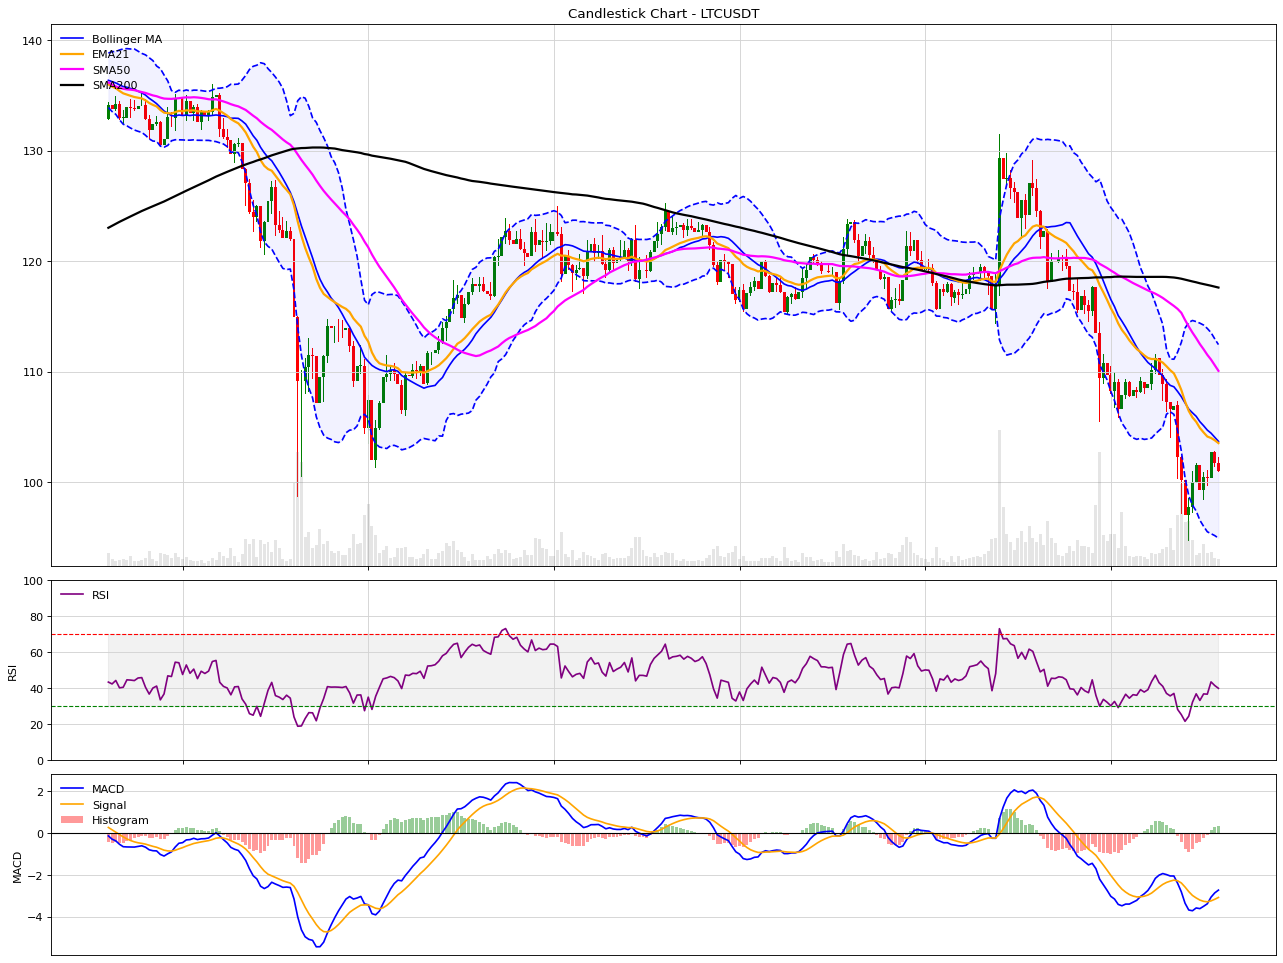 Candlestick Chart - LTCUSDT
140
130
120
110
100
Bollinger MA
EMA21
SMA50
SMA200
100
80
60
40
20
0
RSI
RSI
2
0
−2
−4
MACD
MACD
Signal
Histogram